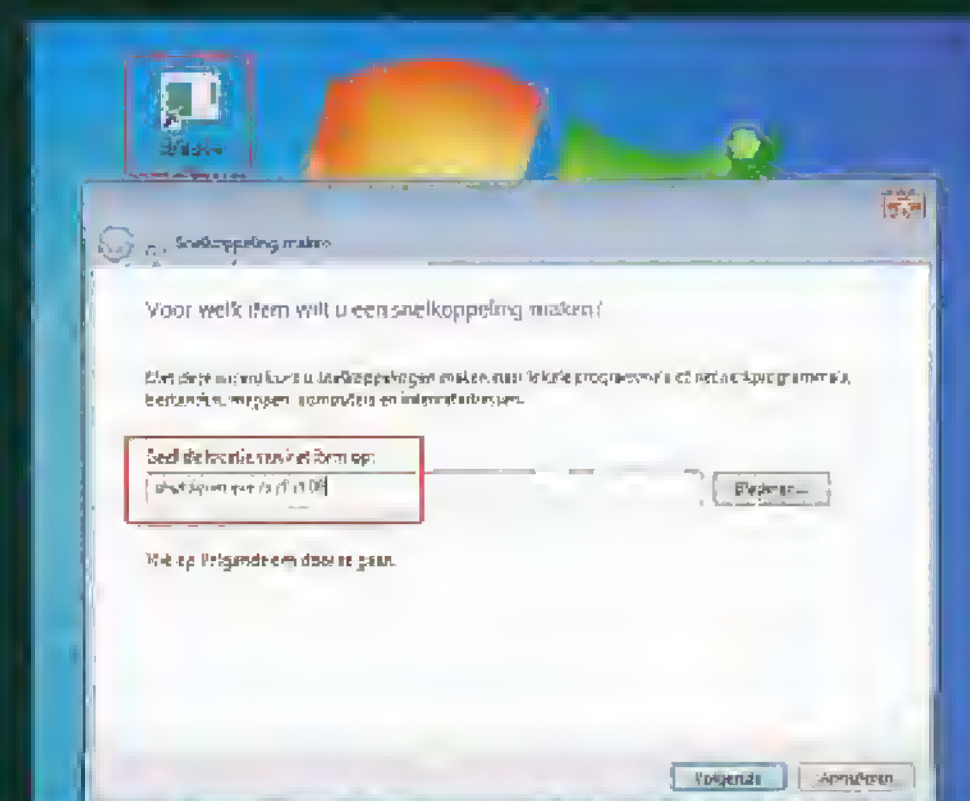 Snelkoppeling maken
Voor welk item wilt u een snelkoppeling maken?
Met deze wizard kunt u snelkoppelingen maken naar lokale programma's of netwerkprogramma's,
bestanden, mappen, computers en internetadressen.
Geef de locatie van het item op:
Bladeren...
Klik op Volgende om door te gaan.
Volgende
Annuleren